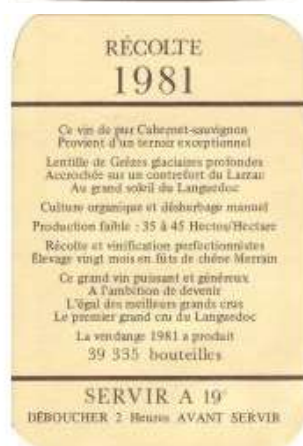 RÉCOLTE
1981
Ce vin de pur Cabernet-sauvignon
Provient d'un terroir exceptionnel
Lentille de Grèzes glaciaires profondes
Accrochée sur un contrefort du Larzac
Au grand soleil du Languedoc
Culture organique et désherbage manuel
Production faible : 35 à 45 Hectos/Hectare
Récolte et vinification perfectionnistes
Élevage vingt mois en fûts de chêne Merrain
Ce grand vin puissant et généreux
A l'ambition de devenir
L'égal des meilleurs grands crus
Le premier grand cru du Languedoc
La vendange 1981 a produit
39 335 bouteilles
SERVIR A 19°
DÉBOUCHER 2 Heures AVANT SERVIR